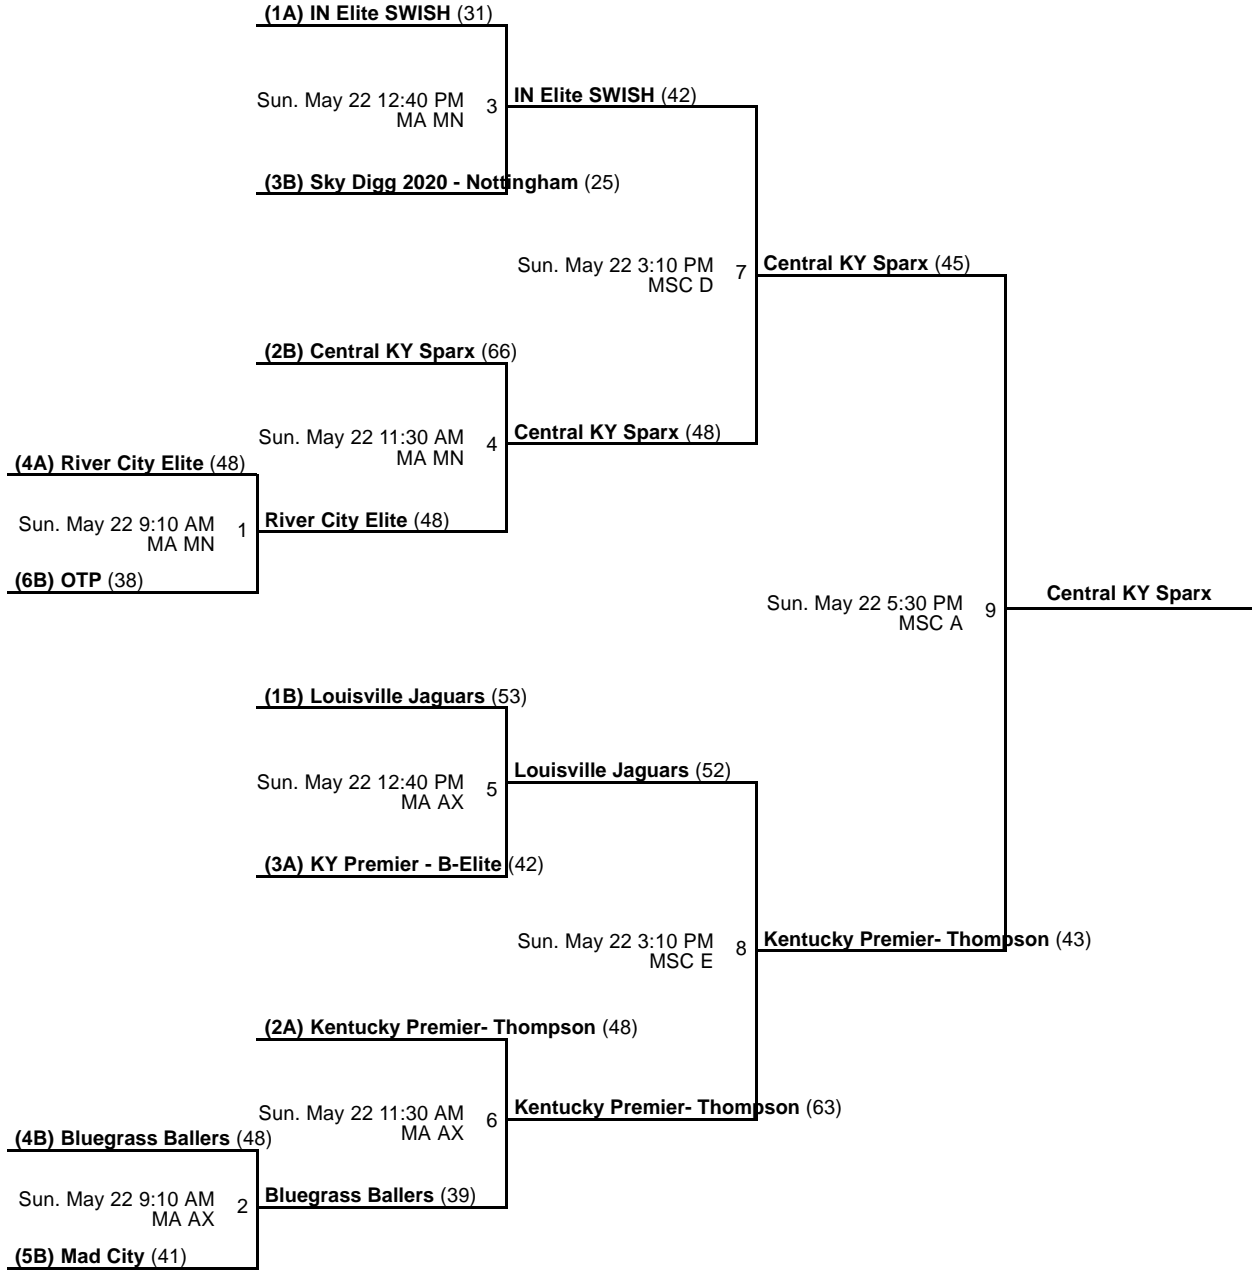 (1A) IN Elite SWISH (31)
Sun. May 22 12:40 PM
MA MN
3
IN Elite SWISH (42)
(3B) Sky Digg 2020 - Nottingham (25)
Sun. May 22 3:10 PM
MSC D
7
Central KY Sparx (45)
(2B) Central KY Sparx (66)
Sun. May 22 11:30 AM
MA MN
4
Central KY Sparx (48)
(4A) River City Elite (48)
Sun. May 22 9:10 AM
MA MN
1
River City Elite (48)
(6B) OTP (38)
Sun. May 22 5:30 PM
MSC A
9
Central KY Sparx
(1B) Louisville Jaguars (53)
Sun. May 22 12:40 PM
MA AX
5
Louisville Jaguars (52)
(3A) KY Premier - B-Elite (42)
Sun. May 22 3:10 PM
MSC E
8
Kentucky Premier- Thompson (43)
(2A) Kentucky Premier- Thompson (48)
Sun. May 22 11:30 AM
MA AX
6
Kentucky Premier- Thompson (63)
(4B) Bluegrass Ballers (48)
Sun. May 22 9:10 AM
MA AX
2
Bluegrass Ballers (39)
(5B) Mad City (41)